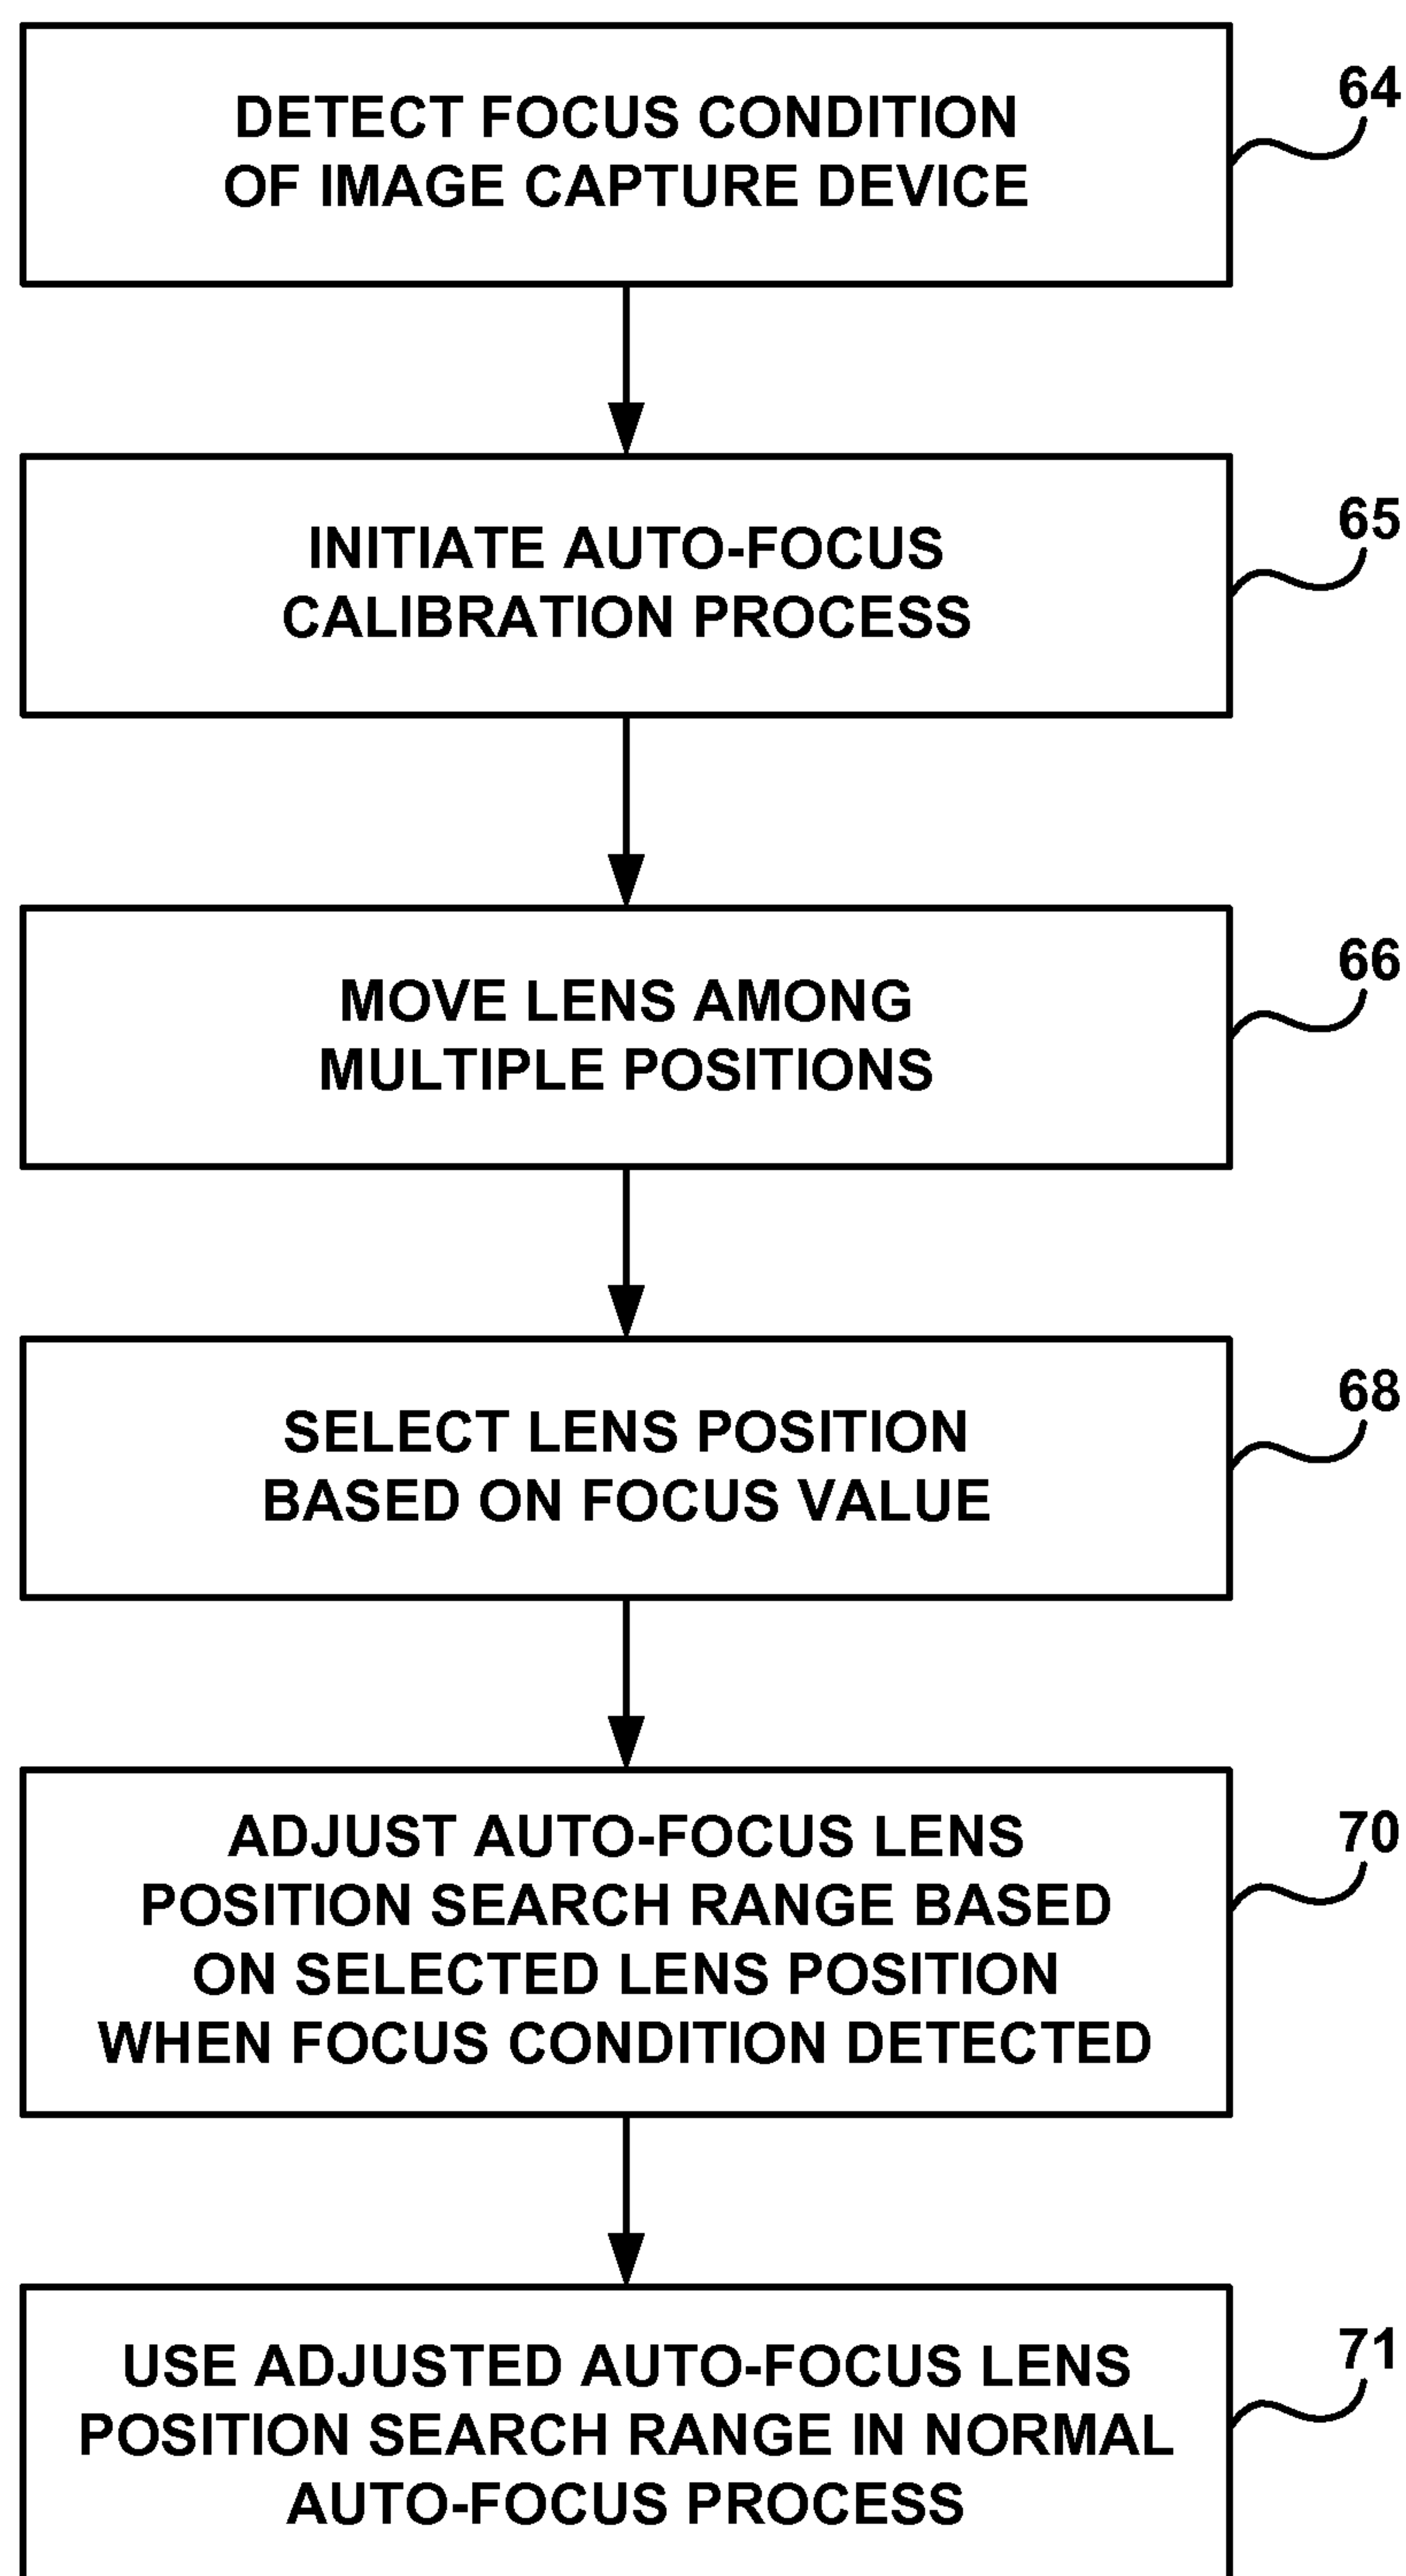 DETECT FOCUS CONDITION
OF IMAGE CAPTURE DEVICE
64
INITIATE AUTO-FOCUS
CALIBRATION PROCESS
65
MOVE LENS AMONG
MULTIPLE POSITIONS
66
SELECT LENS POSITION
BASED ON FOCUS VALUE
68
ADJUST AUTO-FOCUS LENS
POSITION SEARCH RANGE BASED
ON SELECTED LENS POSITION
WHEN FOCUS CONDITION DETECTED
70
USE ADJUSTED AUTO-FOCUS LENS
POSITION SEARCH RANGE IN NORMAL
AUTO-FOCUS PROCESS
71